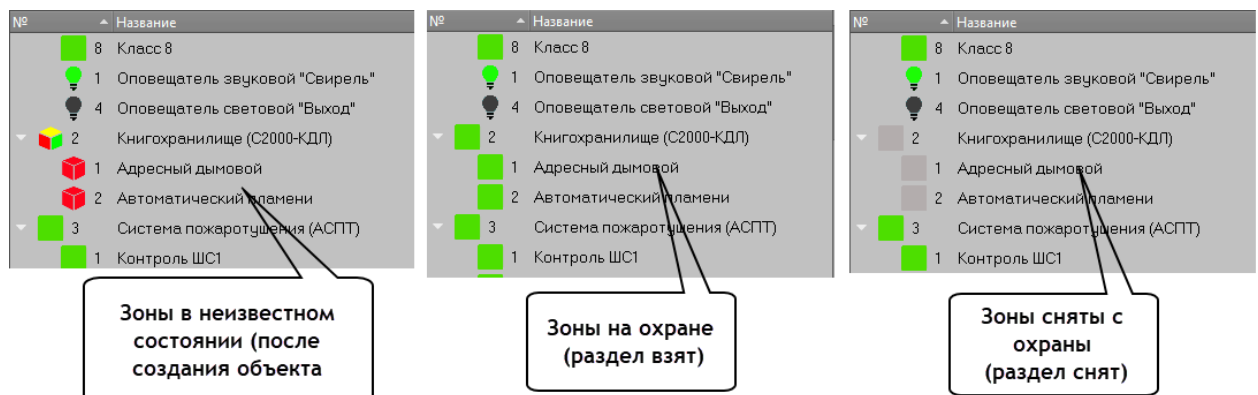 № Название
8 Класс 8
1 Оповещатель звуковой "Свирель"
4 Оповещатель световой "Выход"
2 Книгохранилище (С2000-КДЛ)
1 Адресный дымовой
2 Автоматический пламени
3 Система пожаротушения (АСПТ)
1 Контроль ШС1
Зоны в неизвестном
состоянии (после
создания объекта
№ Название
8 Класс 8
1 Оповещатель звуковой "Свирель"
4 Оповещатель световой "Выход"
2 Книгохранилище (С2000-КДЛ)
1 Адресный дымовой
2 Автоматический пламени
3 Система пожаротушения (АСПТ)
1 Контроль ШС1
Зоны на охране
(раздел взят)
№ Название
8 Класс 8
1 Оповещатель звуковой "Свирель"
4 Оповещатель световой "Выход"
2 Книгохранилище (С2000-КДЛ)
1 Адресный дымовой
2 Автоматический пламени
3 Система пожаротушения (АСПТ)
1 Контроль ШС1
Зоны сняты с
охраны
(раздел снят)